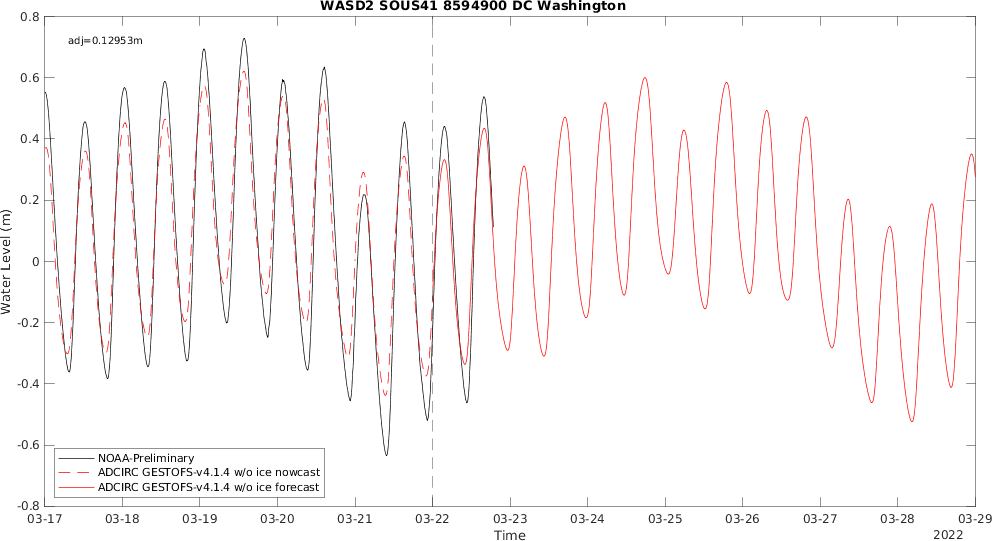 WASD2 SOUS41 8594900 DC Washington
adj=0.12953m
0.8
0.6
0.4
0.2
0
-0.2
-0.4
-0.6
-0.8
Water Level (m)
NOAA-Preliminary
ADCIRC GESTOFS-v4.1.4 w/o ice nowcast
ADCIRC GESTOFS-v4.1.4 w/o ice forecast
03-17 03-18 03-19 03-20 03-21 03-22 03-23 03-24 03-25 03-26 03-27 03-28 03-29
Time
2022